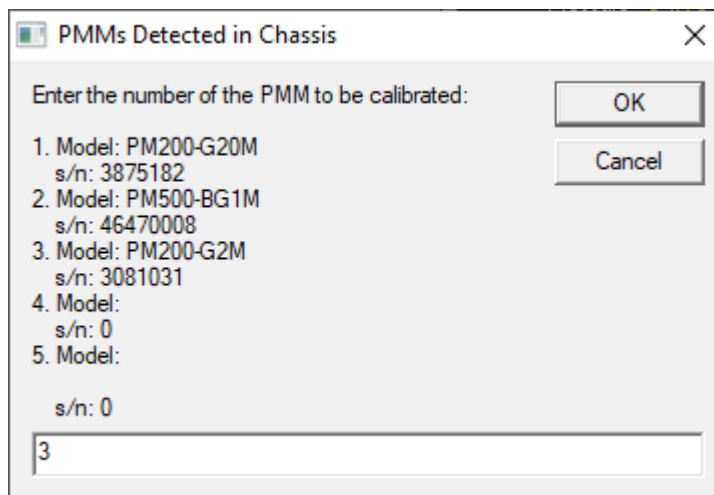 PMMs Detected in Chassis
Enter the number of the PMM to be calibrated:
OK
Cancel
1. Model: PM200-G20M
s/n: 3875182
2. Model: PM500-BG1M
s/n: 46470008
3. Model: PM200-G2M
s/n: 3081031
4. Model:
s/n: 0
5. Model:
s/n: 0
3